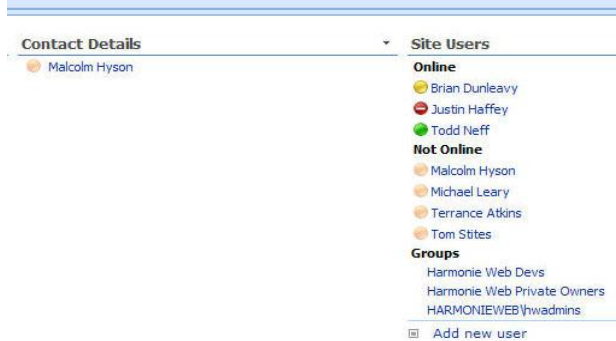 Contact Details
Malcolm Hyson
Site Users
Online
Brian Dunleavy
Justin Haffey
Todd Neff
Not Online
Malcolm Hyson
Michael Leary
Terrance Atkins
Tom Stites
Groups
Harmonie Web Devs
Harmonie Web Private Owners
HARMONIEWEB\hwadmins
Add new user